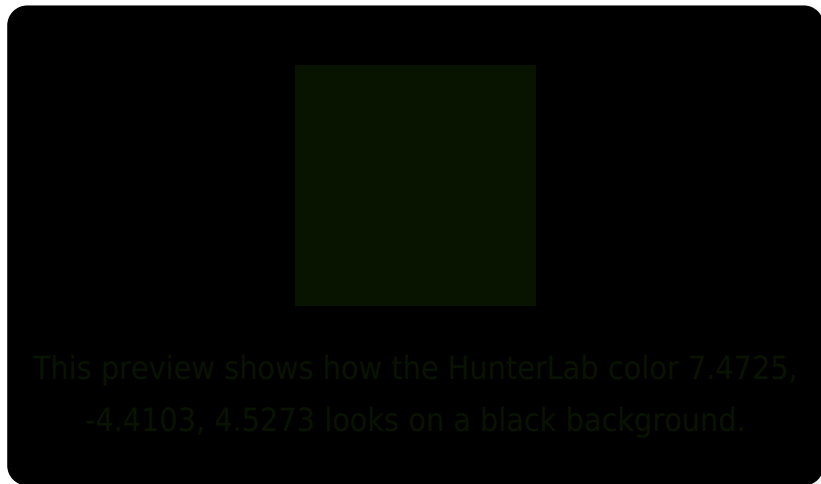 This preview shows how the HunterLab color 7.4725,
-4.4103, 4.5273 looks on a black background.